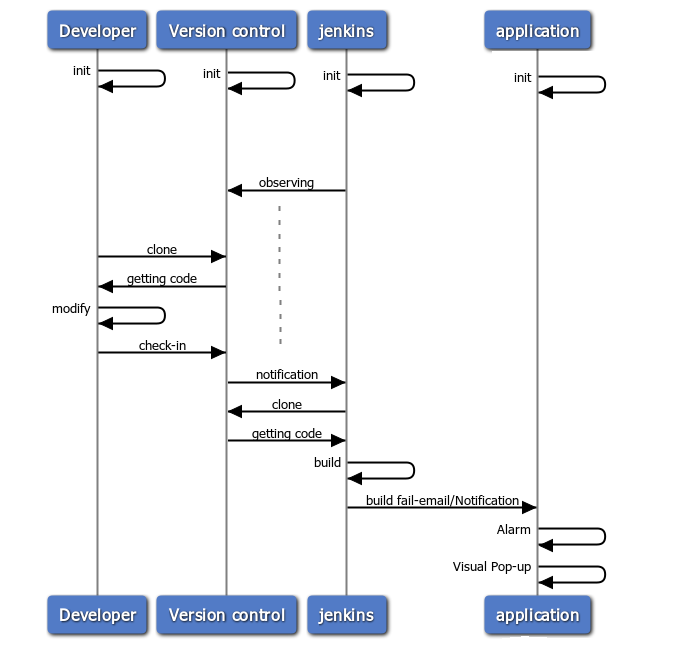 Developer Version control jenkins application
init init init init
observing
clone
getting code
modify
check-in
notification
clone
getting code
build
build fail-email/Notification
Alarm
Visual Pop-up
Developer Version control jenkins application